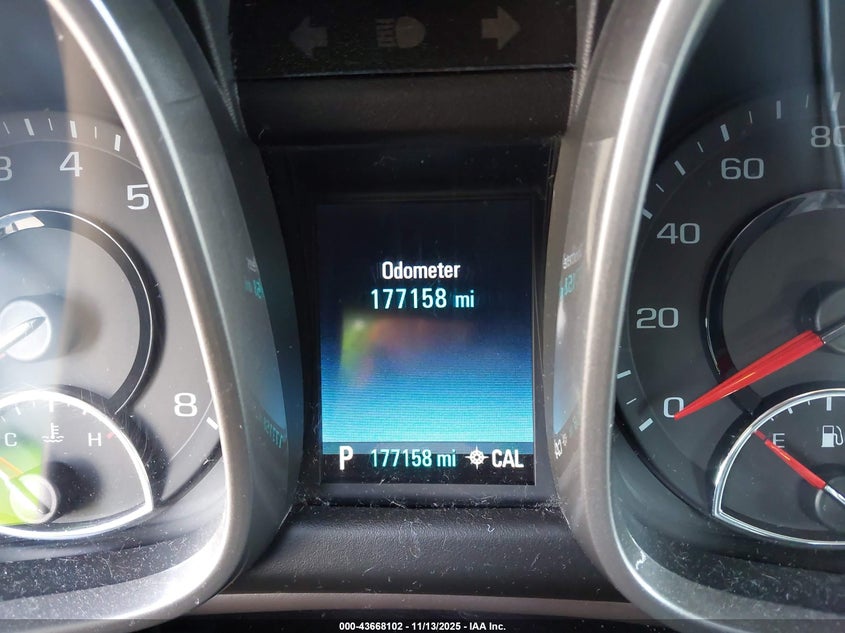 3 4 5 8
C H
Odometer
177158 mi
P 177158 mi CAL
0 20 40 60 80
E
000-43668102 - 11/13/2025 - IAA Inc.